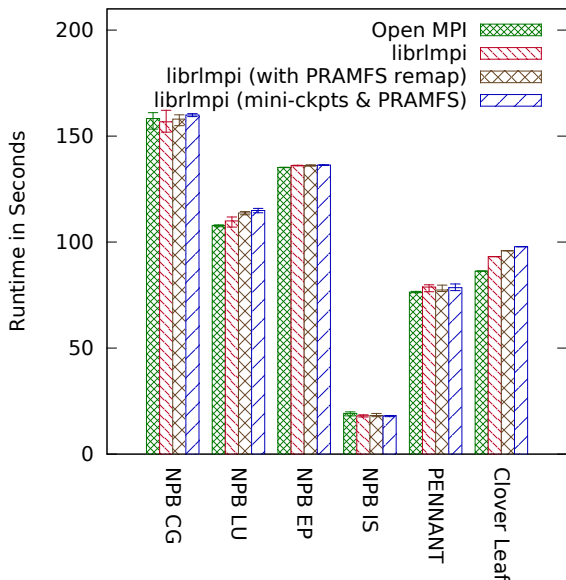 Runtime in Seconds
200
150
100
50
0
Open MPI
librlmpi
librlmpi (with PRAMFS remap)
librlmpi (mini-ckpts & PRAMFS)
NPB CG
NPB LU
NPB EP
NPB IS
PENNANT
Clover Leaf